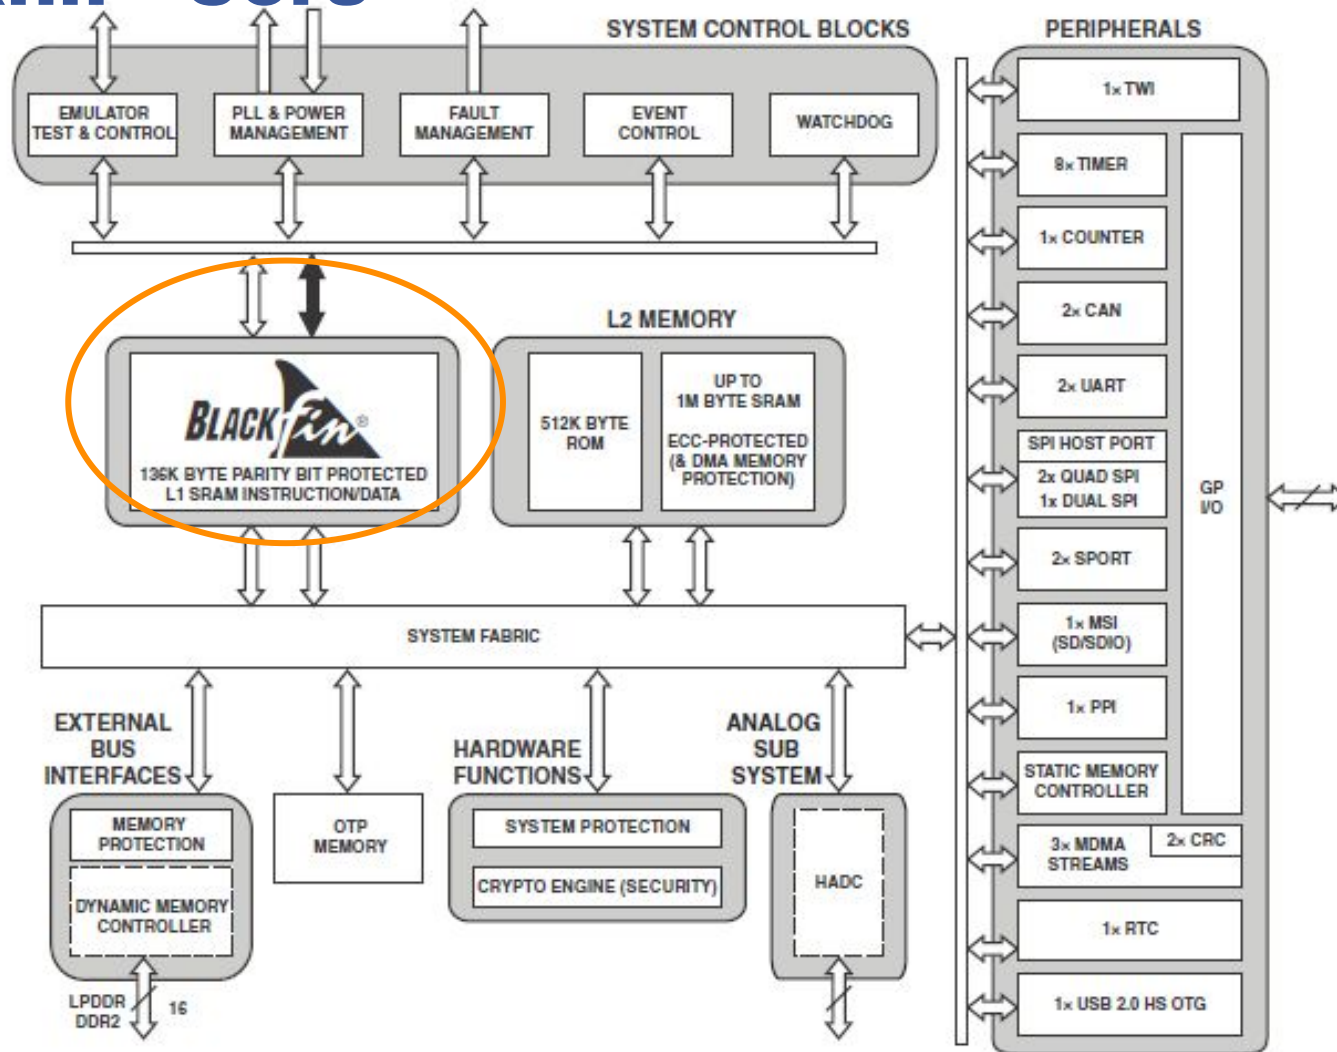 SYSTEM CONTROL BLOCKS
PERIPHERALS
EMULATOR
TEST & CONTROL
PLL & POWER
MANAGEMENT
FAULT
MANAGEMENT
EVENT
CONTROL
WATCHDOG
1x TWI
8x TIMER
1x COUNTER
2x CAN
2x UART
SPI HOST PORT
2x QUAD SPI
1x DUAL SPI
2x SPORT
1x MSI
(SD/SDIO)
1x PPI
STATIC MEMORY
CONTROLLER
3x MDMA
STREAMS
2x CRC
1x RTC
1x USB 2.0 HS OTG
GP
I/O
BLACKfin®
136K BYTE PARITY BIT PROTECTED
L1 SRAM INSTRUCTION/DATA
L2 MEMORY
512K BYTE
ROM
UP TO
1M BYTE SRAM
ECC-PROTECTED
(& DMA MEMORY
PROTECTION)
SYSTEM FABRIC
EXTERNAL
BUS
INTERFACES
MEMORY
PROTECTION
DYNAMIC MEMORY
CONTROLLER
LPDDR
DDR2
16
OTP
MEMORY
HARDWARE
FUNCTIONS
SYSTEM PROTECTION
CRYPTO ENGINE (SECURITY)
ANALOG
SUB
SYSTEM
HADC